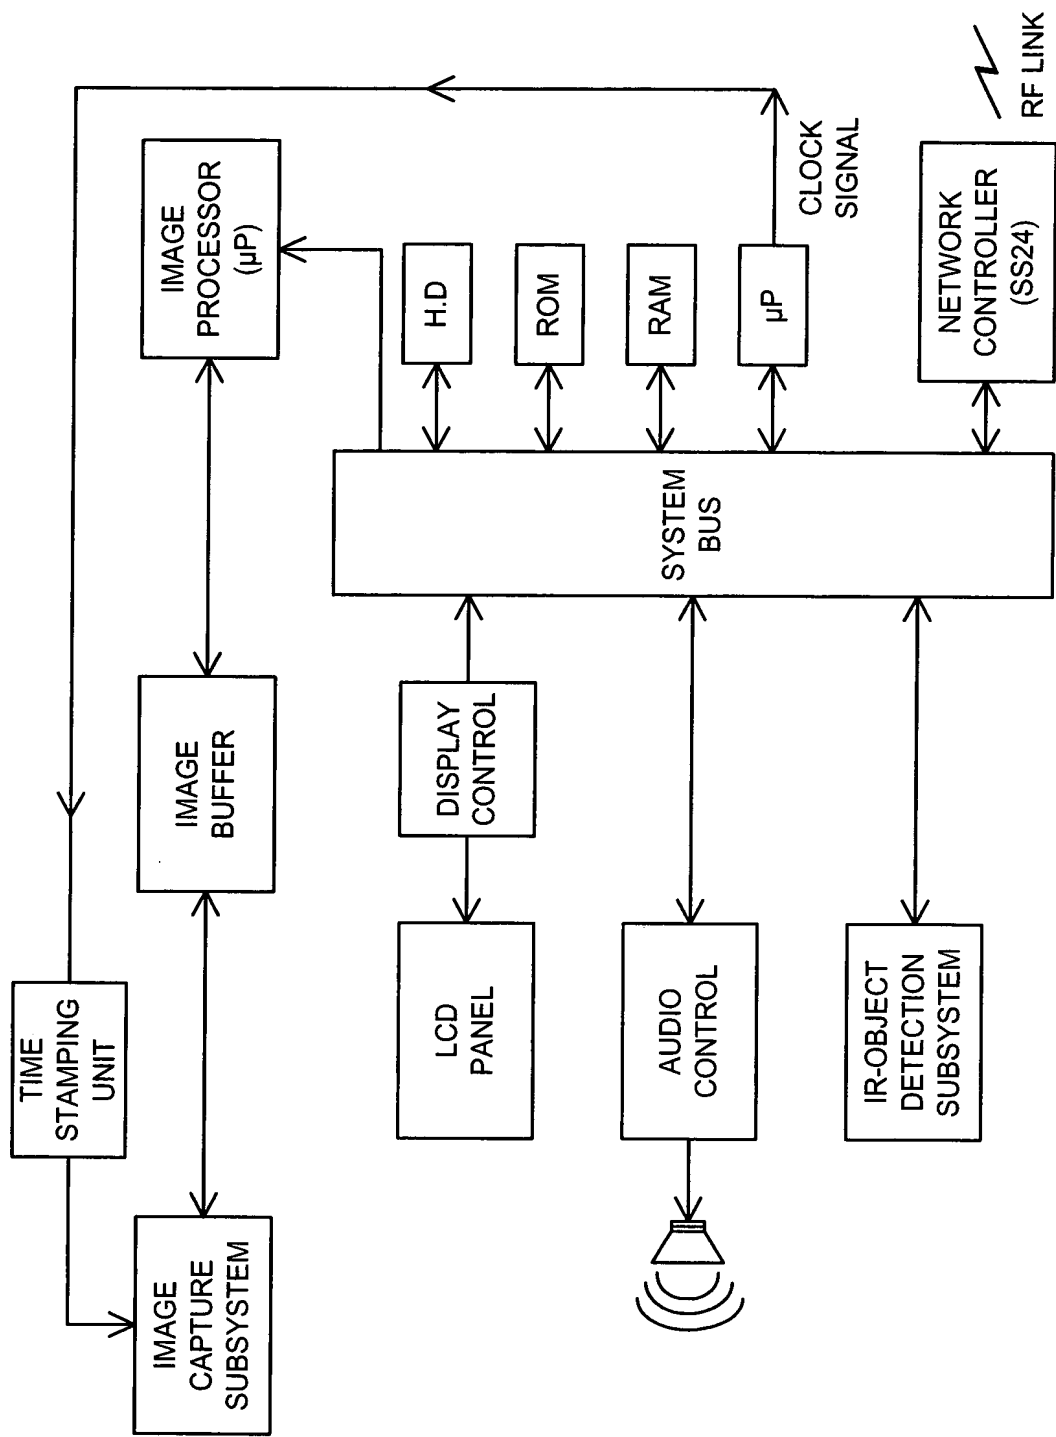 TIME
STAMPING
UNIT
IMAGE
CAPTURE
SUBSYSTEM
IMAGE
BUFFER
IMAGE
PROCESSOR
(µP)
LCD
PANEL
DISPLAY
CONTROL
AUDIO
CONTROL
IR-OBJECT
DETECTION
SUBSYSTEM
SYSTEM
BUS
H.D
ROM
RAM
µP
CLOCK
SIGNAL
NETWORK
CONTROLLER
(SS24)
RF LINK